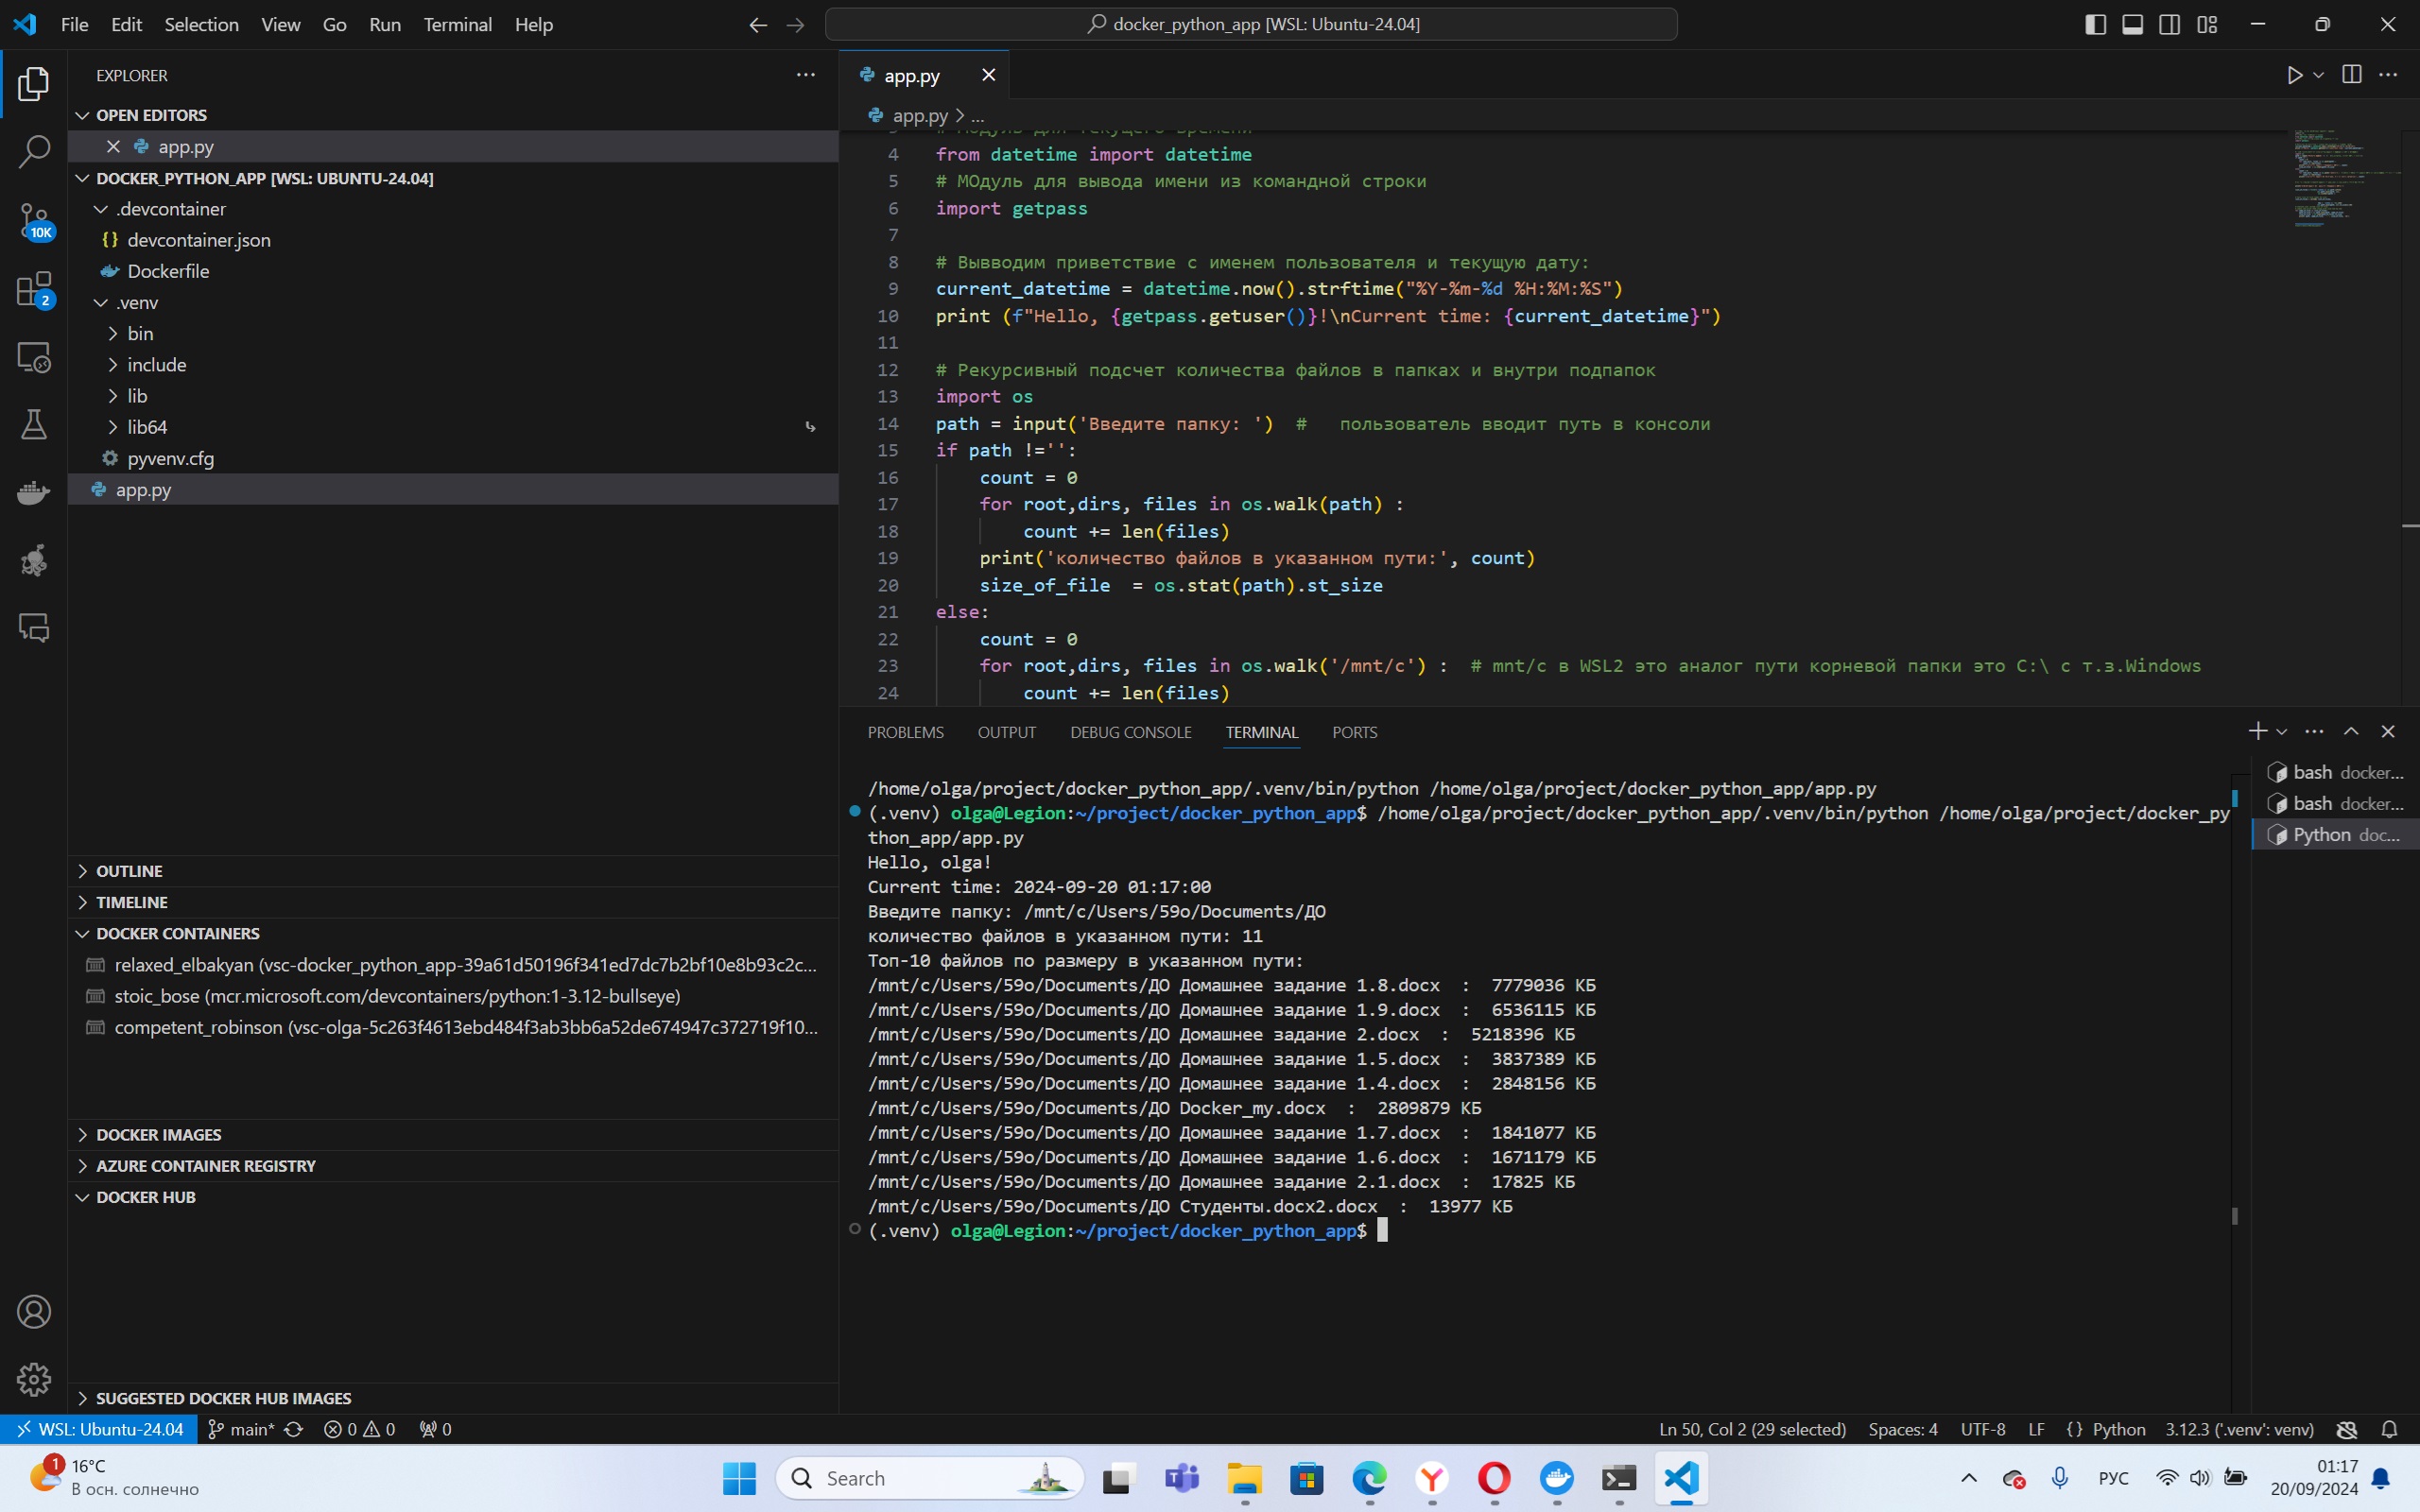 File Edit Selection View Go Run Terminal Help
docker_python_app [WSL: Ubuntu-24.04]
EXPLORER
OPEN EDITORS
app.py
DOCKER_PYTHON_APP [WSL: UBUNTU-24.04]
.devcontainer
{} devcontainer.json
Dockerfile
.venv
bin
include
lib
lib64
pyvenv.cfg
app.py
10K
2
OUTLINE
TIMELINE
DOCKER CONTAINERS
relaxed_elbakyan (vsc-docker_python_app-39a61d50196f341ed7dc7b2bf10e8b93c2c...
stoic_bose (mcr.microsoft.com/devcontainers/python:1-3.12-bullseye)
competent_robinson (vsc-olga-5c263f4613ebd484f3ab3bb6a52de674947c372719f10...
DOCKER IMAGES
AZURE CONTAINER REGISTRY
DOCKER HUB
SUGGESTED DOCKER HUB IMAGES
app.py
app.py > ...
3 # Модуль для текущего времени
4 from datetime import datetime
5 # МОдуль для вывода имени из командной строки
6 import getpass
7
8 # Вывводим приветствие с именем пользователя и текущую дату:
9 current_datetime = datetime.now().strftime("%Y-%m-%d %H:%M:%S")
10 print (f"Hello, {getpass.getuser()}!\nCurrent time: {current_datetime}")
11
12 # Рекурсивный подсчет количества файлов в папках и внутри подпапок
13 import os
14 path = input('Введите папку: ')  #   пользователь вводит путь в консоли
15 if path !='':
16     count = 0
17     for root,dirs, files in os.walk(path) :
18         count += len(files)
19     print('количество файлов в указанном пути:', count)
20     size_of_file  = os.stat(path).st_size
21 else:
22     count = 0
23     for root,dirs, files in os.walk('/mnt/c') :  # mnt/c в WSL2 это аналог пути корневой папки это C:\ с т.з.Windows
24         count += len(files)
PROBLEMS OUTPUT DEBUG CONSOLE TERMINAL PORTS
bash docker...
bash docker...
Python doc...
/home/olga/project/docker_python_app/.venv/bin/python /home/olga/project/docker_python_app/app.py
(.venv) olga@Legion:~/project/docker_python_app$ /home/olga/project/docker_python_app/.venv/bin/python /home/olga/project/docker_py
thon_app/app.py
Hello, olga!
Current time: 2024-09-20 01:17:00
Введите папку: /mnt/c/Users/59o/Documents/ДО
количество файлов в указанном пути: 11
Топ-10 файлов по размеру в указанном пути:
/mnt/c/Users/59o/Documents/ДО Домашнее задание 1.8.docx  :  7779036 КБ
/mnt/c/Users/59o/Documents/ДО Домашнее задание 1.9.docx  :  6536115 КБ
/mnt/c/Users/59o/Documents/ДО Домашнее задание 2.docx  :  5218396 КБ
/mnt/c/Users/59o/Documents/ДО Домашнее задание 1.5.docx  :  3837389 КБ
/mnt/c/Users/59o/Documents/ДО Домашнее задание 1.4.docx  :  2848156 КБ
/mnt/c/Users/59o/Documents/ДО Docker_my.docx  :  2809879 КБ
/mnt/c/Users/59o/Documents/ДО Домашнее задание 1.7.docx  :  1841077 КБ
/mnt/c/Users/59o/Documents/ДО Домашнее задание 1.6.docx  :  1671179 КБ
/mnt/c/Users/59o/Documents/ДО Домашнее задание 2.1.docx  :  17825 КБ
/mnt/c/Users/59o/Documents/ДО Студенты.docx2.docx  :  13977 КБ
(.venv) olga@Legion:~/project/docker_python_app$
WSL: Ubuntu-24.04 main* 0 0 0 Ln 50, Col 2 (29 selected) Spaces: 4 UTF-8 LF {} Python 3.12.3 ('.venv': venv)
1 16°C
В осн. солнечно
Search
РУС
01:17
20/09/2024